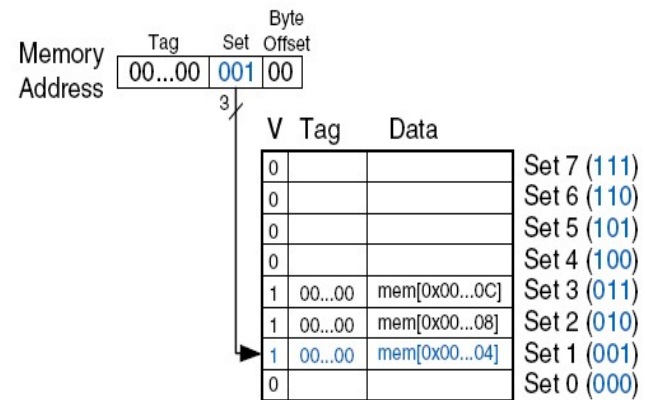 Byte
Tag Set Offset
Memory Address 00...00 001 00
3
V Tag Data
0 Set 7 (111)
0 Set 6 (110)
0 Set 5 (101)
0 Set 4 (100)
1 00...00 mem[0x00...0C] Set 3 (011)
1 00...00 mem[0x00...08] Set 2 (010)
1 00...00 mem[0x00...04] Set 1 (001)
0 Set 0 (000)